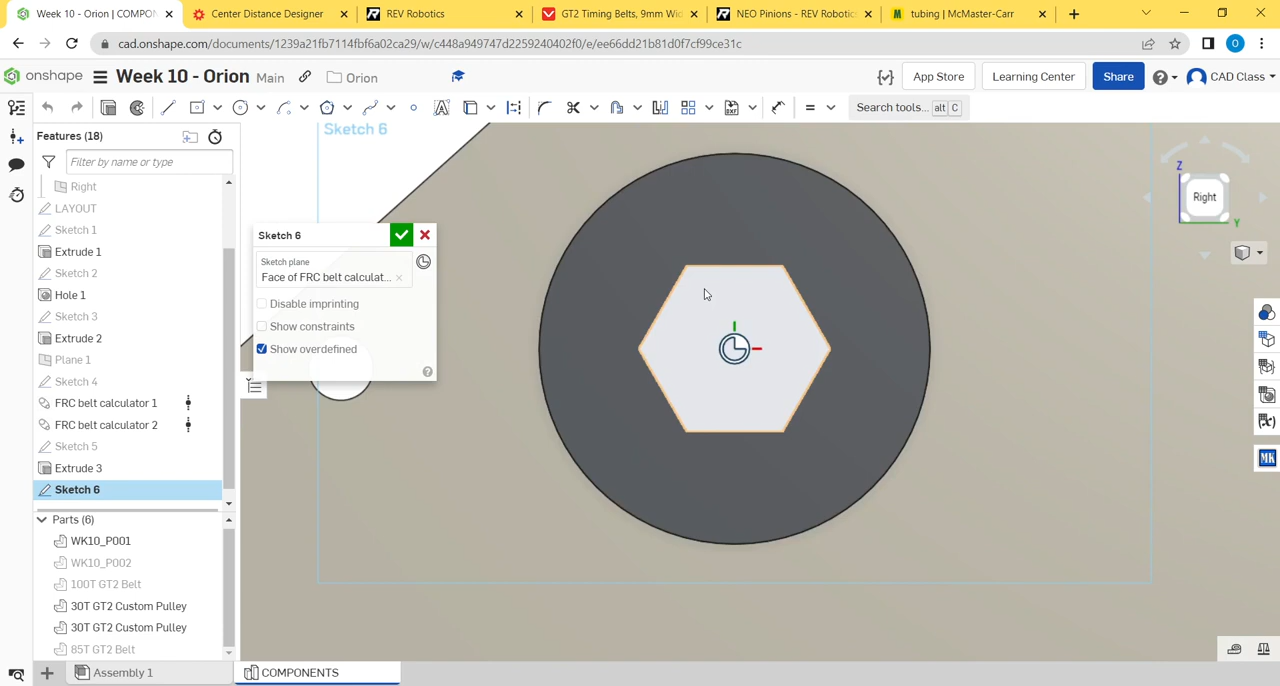 Week 10 - Orion | COMPON
Center Distance Designer
REV Robotics
GT2 Timing Belts, 9mm Wi
NEO Pinions - REV Robotic
tubing | McMaster-Carr
cad.onshape.com/documents/1239a21fb7114fbf6a02ca29/w/c448a949747d3259240402f0/e/ee66dd21b81d0f7cf99ce31c
onshape Week 10 - Orion Main Orion
App Store
Learning Center
Share
CAD Class
Search tools... alt C
Features (18)
Filter by name or type
Right
LAYOUT
Sketch 1
Extrude 1
Sketch 2
Hole 1
Sketch 3
Extrude 2
Plane 1
Sketch 4
FRC belt calculator 1
FRC belt calculator 2
Sketch 5
Extrude 3
Sketch 6
Parts (6)
WK10_P001
WK10_P002
100T GT2 Belt
30T GT2 Custom Pulley
30T GT2 Custom Pulley
85T GT2 Belt
Sketch 6
Sketch 6
Sketch plane
Face of FRC belt calculat...
Disable imprinting
Show constraints
Show overdefined
Z
Right
Y
MK
Assembly 1
COMPONENTS